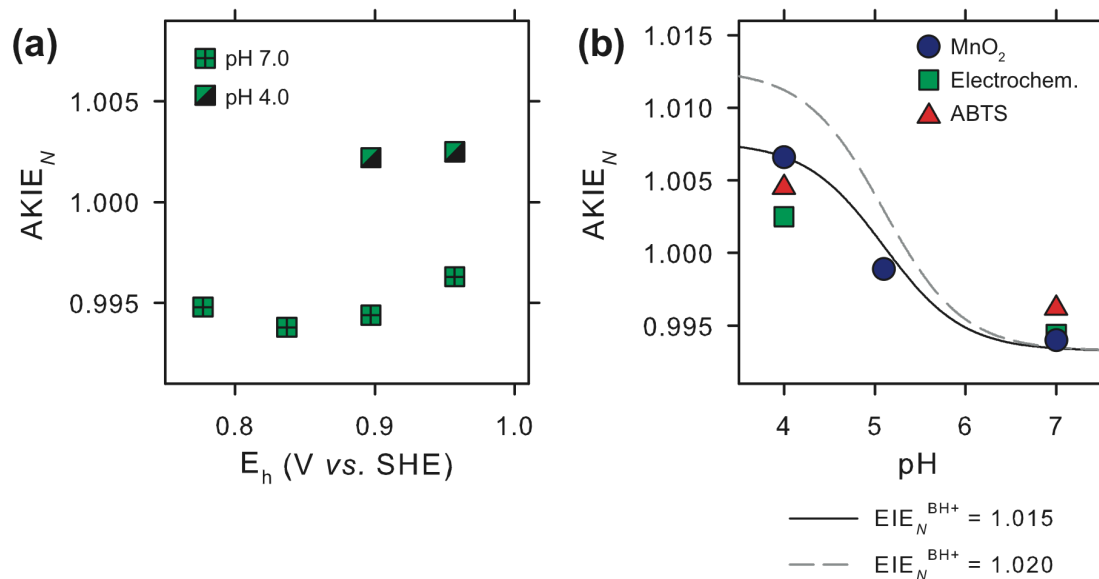 (a)
pH 7.0
pH 4.0
1.005
1.000
0.995
AKIE_N
0.8
0.9
1.0
E_h (V vs. SHE)
(b)
MnO₂
Electrochem.
ABTS
1.015
1.010
1.005
1.000
0.995
AKIE_N
4
5
6
7
pH
EIE_N^BH+ = 1.015
EIE_N^BH+ = 1.020